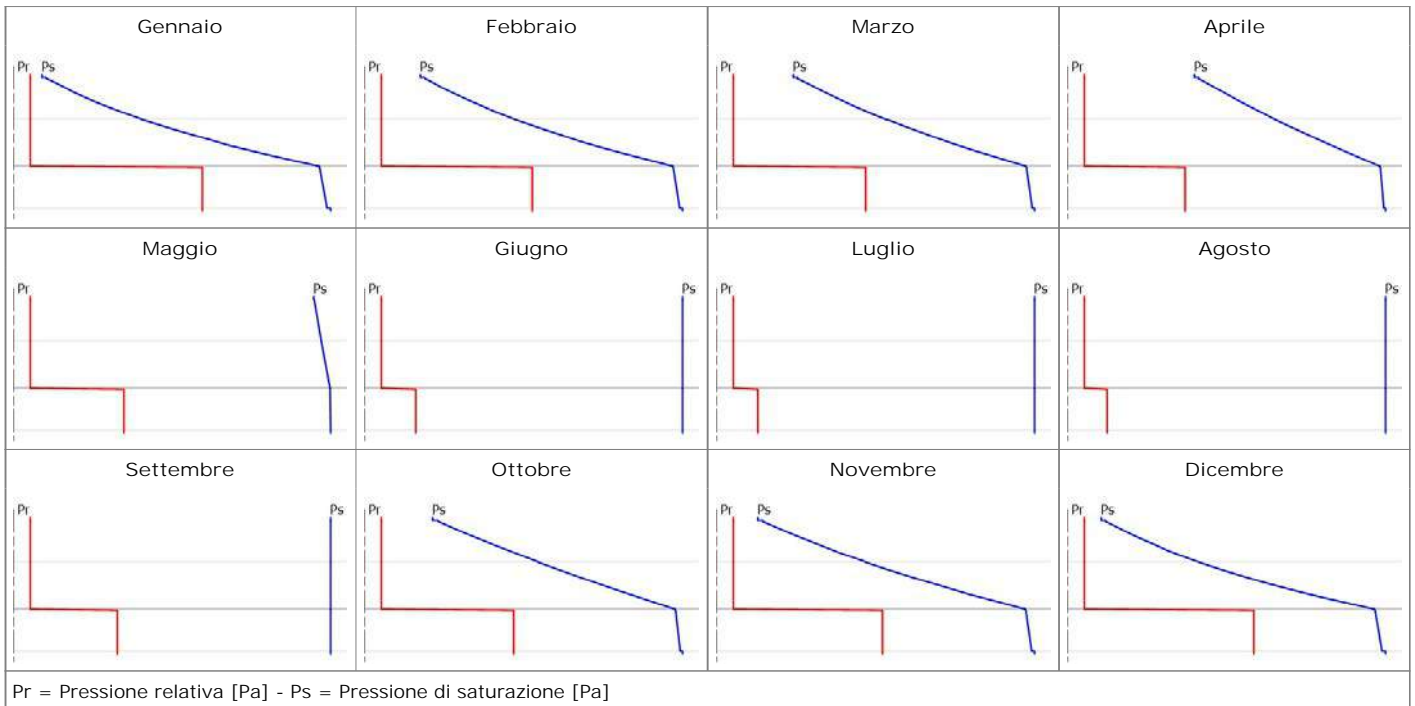 Gennaio Febbraio Marzo Aprile
Pr Ps Pr Ps Pr Ps Pr Ps
Maggio Giugno Luglio Agosto
Pr Ps Pr Ps Pr Ps Pr Ps
Settembre Ottobre Novembre Dicembre
Pr Ps Pr Ps Pr Ps Pr Ps
Pr = Pressione relativa [Pa] - Ps = Pressione di saturazione [Pa]